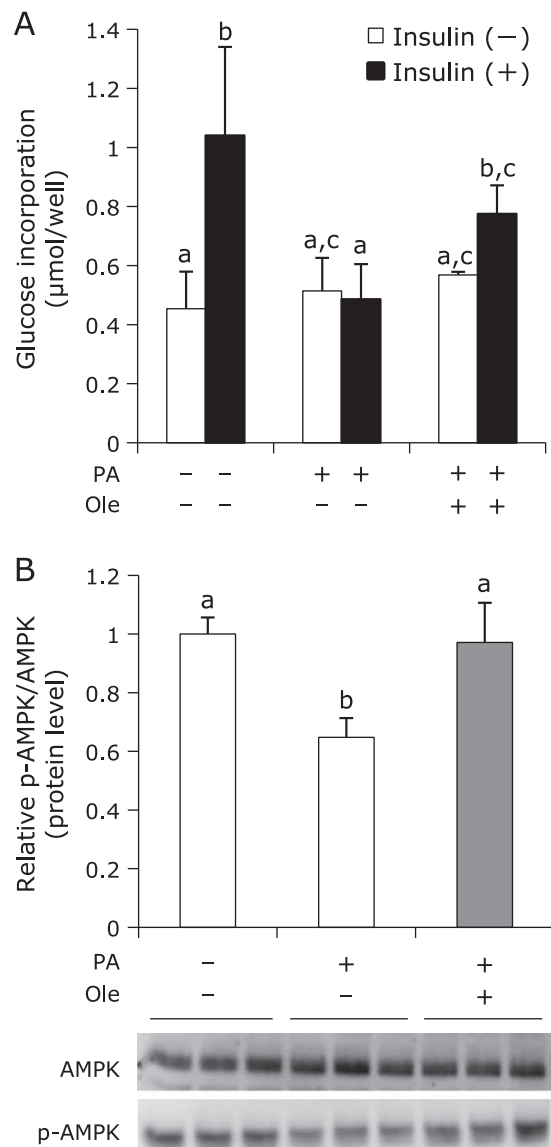 A
Glucose incorporation
(μmol/well)
1.4
1.2
1
0.8
0.6
0.4
0.2
0
Insulin (−)
Insulin (+)
a
b
a,c
a
a,c
b,c
PA − − + + + +
Ole − − − − + +
B
Relative p-AMPK/AMPK
(protein level)
1.2
1
0.8
0.6
0.4
0.2
0
a
b
a
PA − + +
Ole − − +
AMPK
p-AMPK